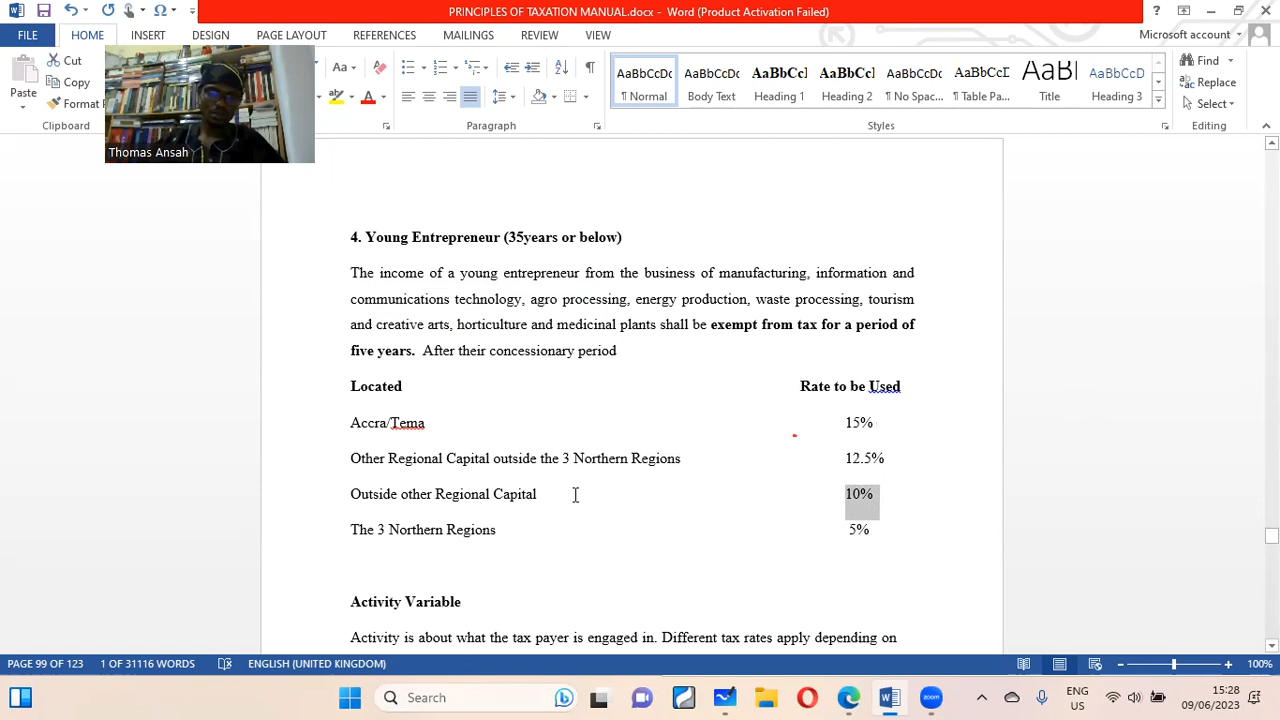 PRINCIPLES OF TAXATION MANUAL.docx - Word (Product Activation Failed)
FILE HOME INSERT DESIGN PAGE LAYOUT REFERENCES MAILINGS REVIEW VIEW Microsoft account
Cut
Copy
Format
Paste
Clipboard
Aa
Paragraph
AaBbCcDc AaBbCcDc AaBbCcI AaBbCcI AaBbCcDc AaBbCcD AaBl AaBbCcDd
¶ Normal Body Text Heading 1 Heading 2 ¶ No Spac... ¶ Table Pa... Title Heading 3
Styles
Find
Replace
Select
Editing
Thomas Ansah
4. Young Entrepreneur (35years or below)
The income of a young entrepreneur from the business of manufacturing, information and
communications technology, agro processing, energy production, waste processing, tourism
and creative arts, horticulture and medicinal plants shall be exempt from tax for a period of
five years. After their concessionary period
Located Rate to be Used
Accra/Tema 15%
Other Regional Capital outside the 3 Northern Regions 12.5%
Outside other Regional Capital 10%
The 3 Northern Regions 5%
Activity Variable
Activity is about what the tax payer is engaged in. Different tax rates apply depending on
PAGE 99 OF 123 1 OF 31116 WORDS ENGLISH (UNITED KINGDOM) 100%
Search
ENG
US
15:28
09/06/2023